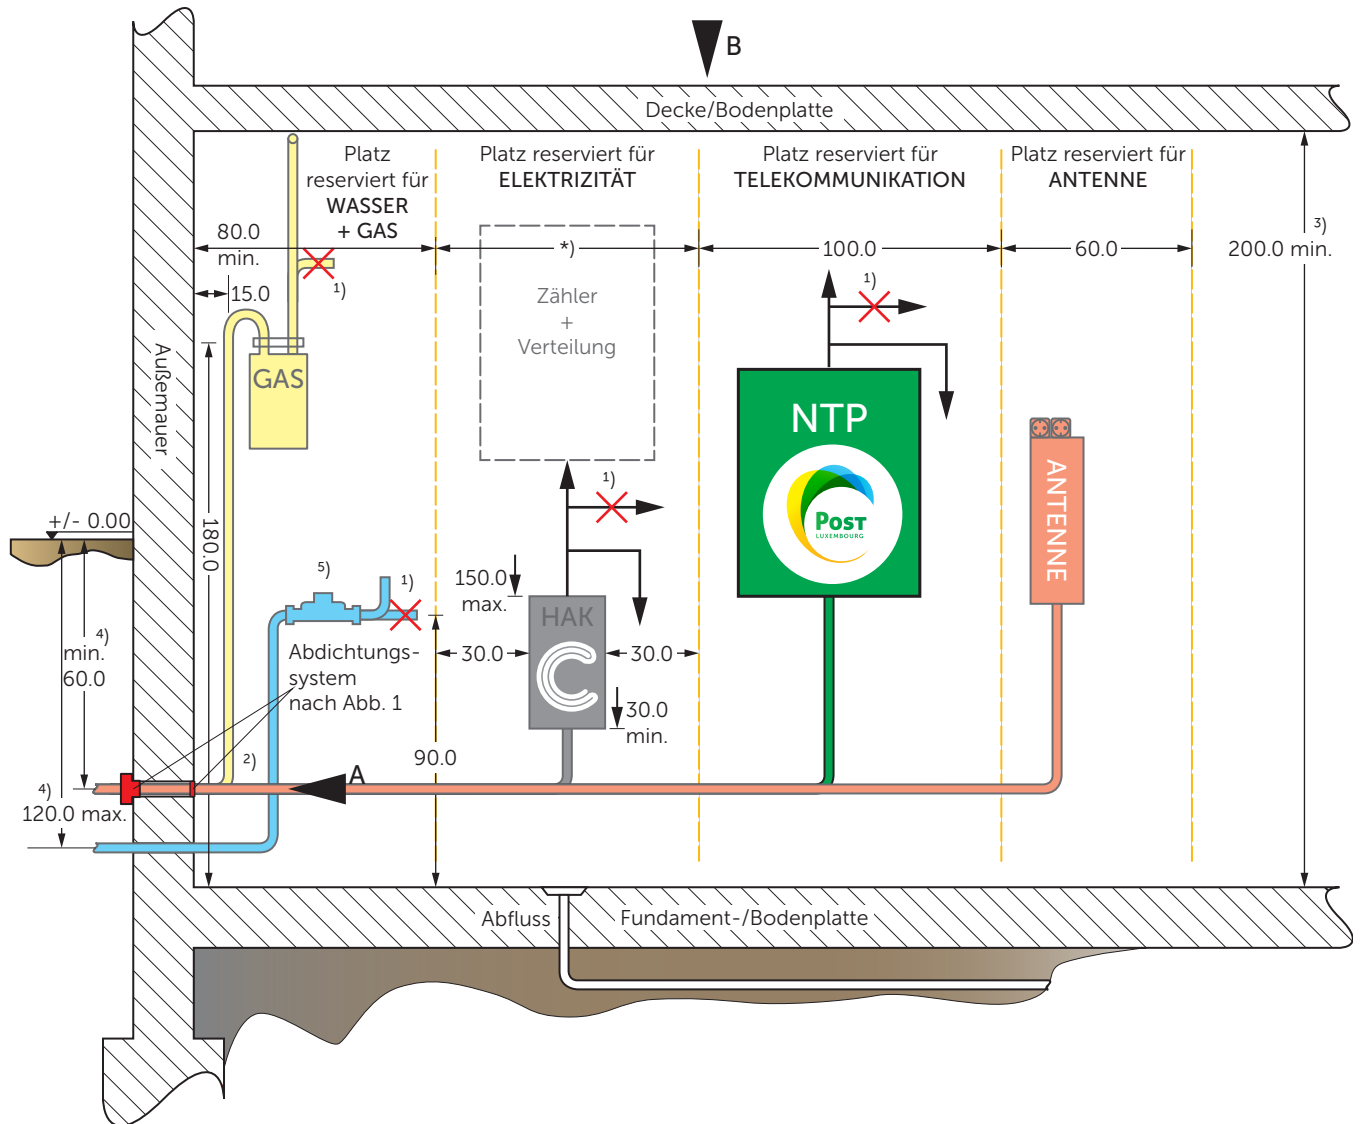 B
Decke/Bodenplatte
Platz
reserviert für
WASSER
+ GAS
Platz reserviert für
ELEKTRIZITÄT
Platz reserviert für
TELEKOMMUNIKATION
Platz reserviert für
ANTENNE
80.0
min.
*)
100.0
60.0
3)
200.0 min.
1)
15.0
1)
Zähler
+
Verteilung
Außemauer
GAS
NTP
POST
LUXEMBOURG
ANTENNE
1)
+/- 0.00
180.0
5)
1)
150.0
max.
HAK
4)
min.
60.0
Abdichtungs-
system
nach Abb. 1
30.0
30.0
30.0
min.
2)
90.0
A
4)
120.0 max.
Abfluss
Fundament-/Bodenplatte